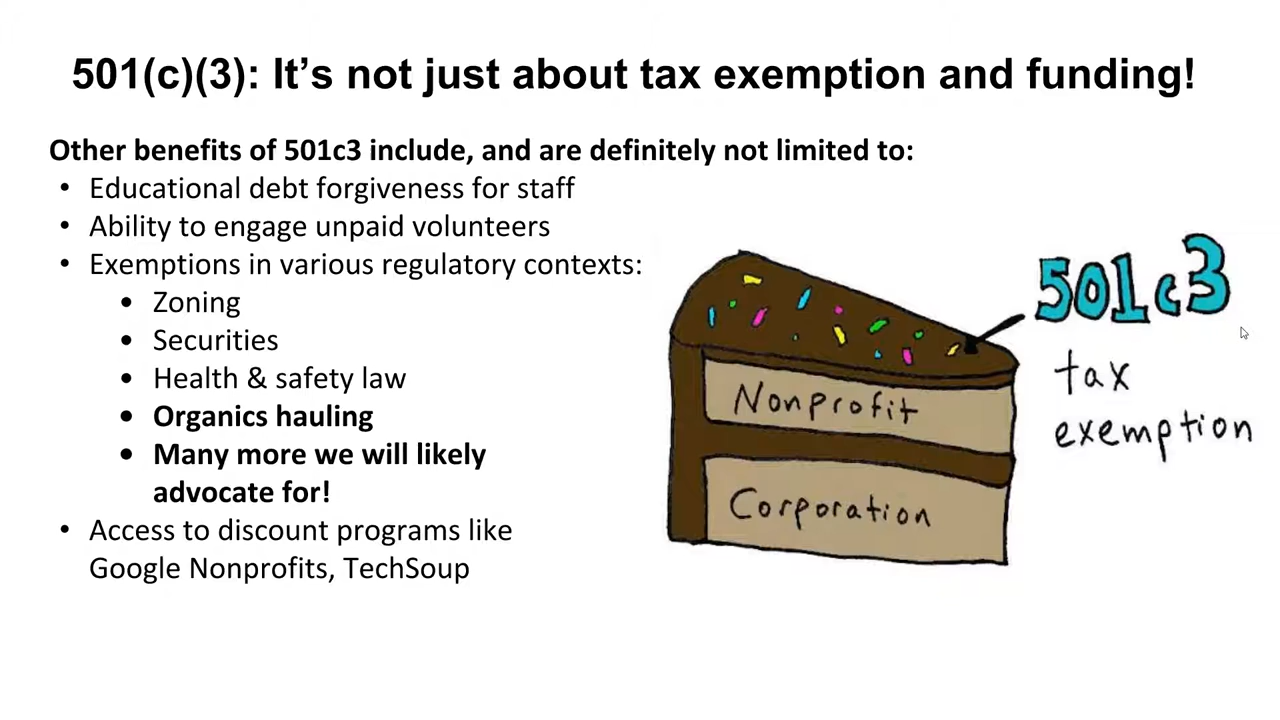 501(c)(3): It's not just about tax exemption and funding!
Other benefits of 501c3 include, and are definitely not limited to:
• Educational debt forgiveness for staff
• Ability to engage unpaid volunteers
• Exemptions in various regulatory contexts:
• Zoning
• Securities
• Health & safety law
• Organics hauling
• Many more we will likely
advocate for!
• Access to discount programs like
Google Nonprofits, TechSoup
501c3
tax
exemption
Nonprofit
Corporation